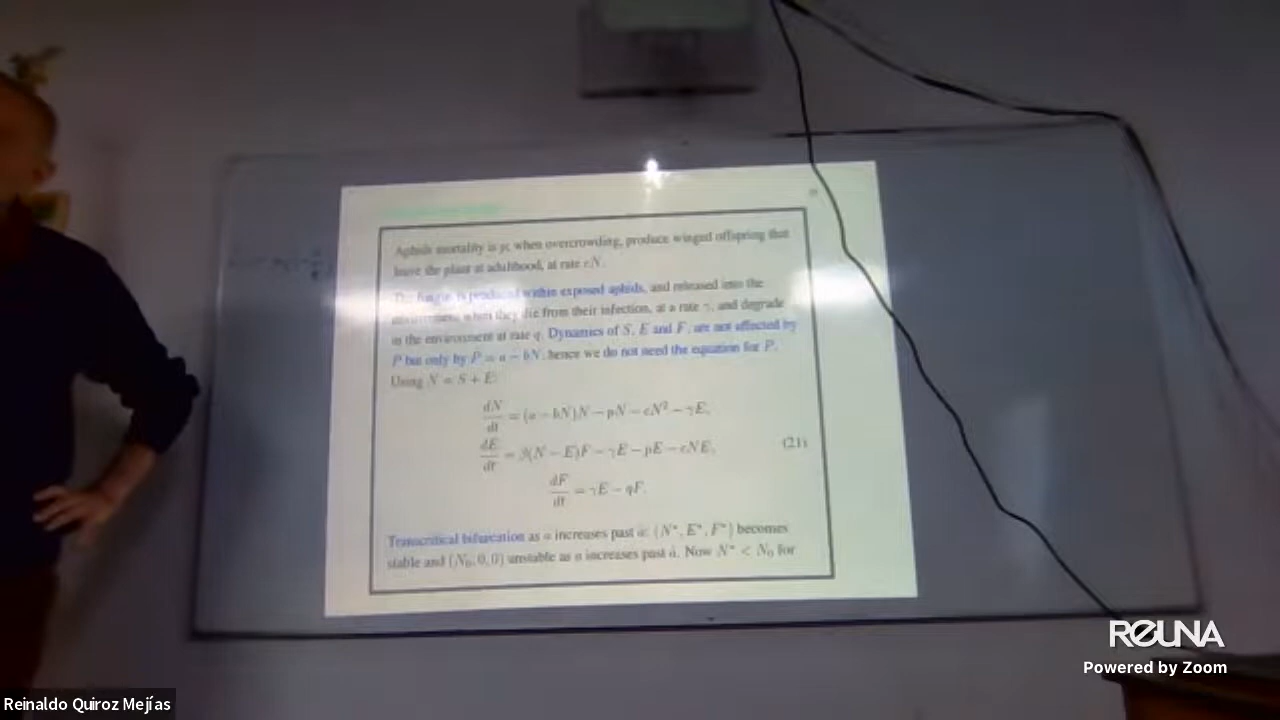 Aphids mortality is p; when overcrowding, produce winged offspring that
leave the plant at adulthood, at rate cN.
The fungus is produced within exposed aphids, and released into the
environment when they die from their infection, at a rate γ, and degrade
in the environment at rate q. Dynamics of S, E and F, are not affected by
P but only by P = a − bN, hence we do not need the equation for P.
Using N = S + E:
dN/dt = (a − bN)N − pN − cN² − γE,
dE/dt = β(N − E)F − γE − pE − cNE, (21)
dF/dt = γE − qF.
Transcritical bifurcation as a increases past â: (N*, E*, F*) becomes
stable and (N₀, 0, 0) unstable as a increases past â. Now N* < N₀ for
REUNA
Powered by Zoom
Reinaldo Quiroz Mejías